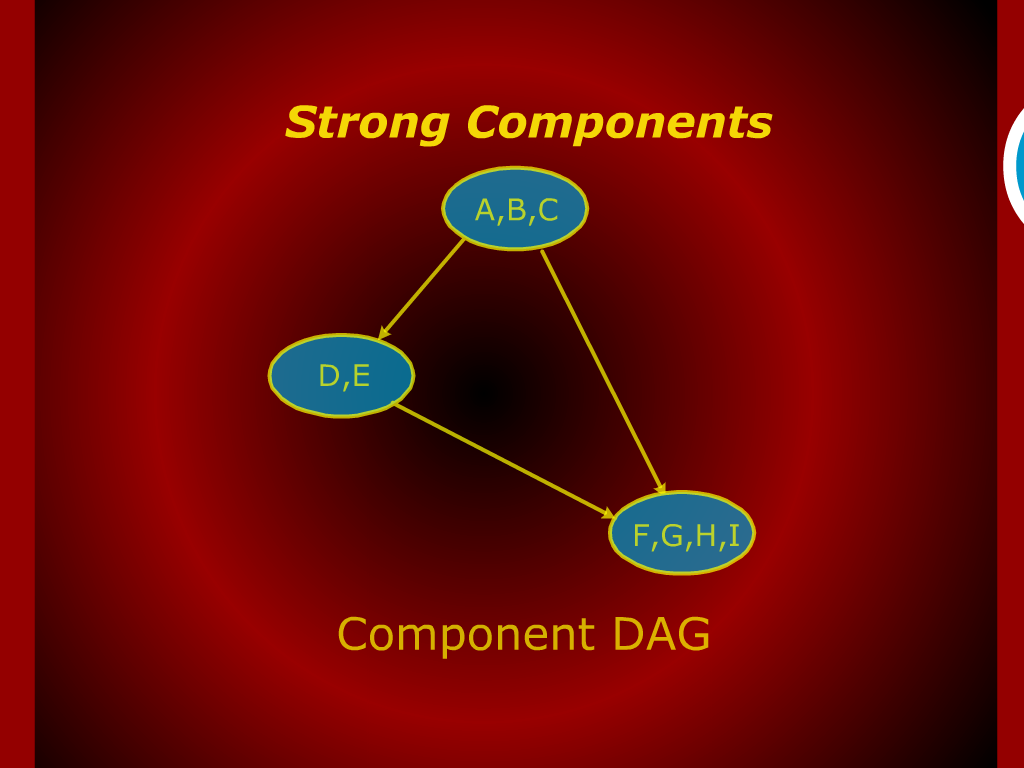 Strong Components
A,B,C
D,E
F,G,H,I
Component DAG